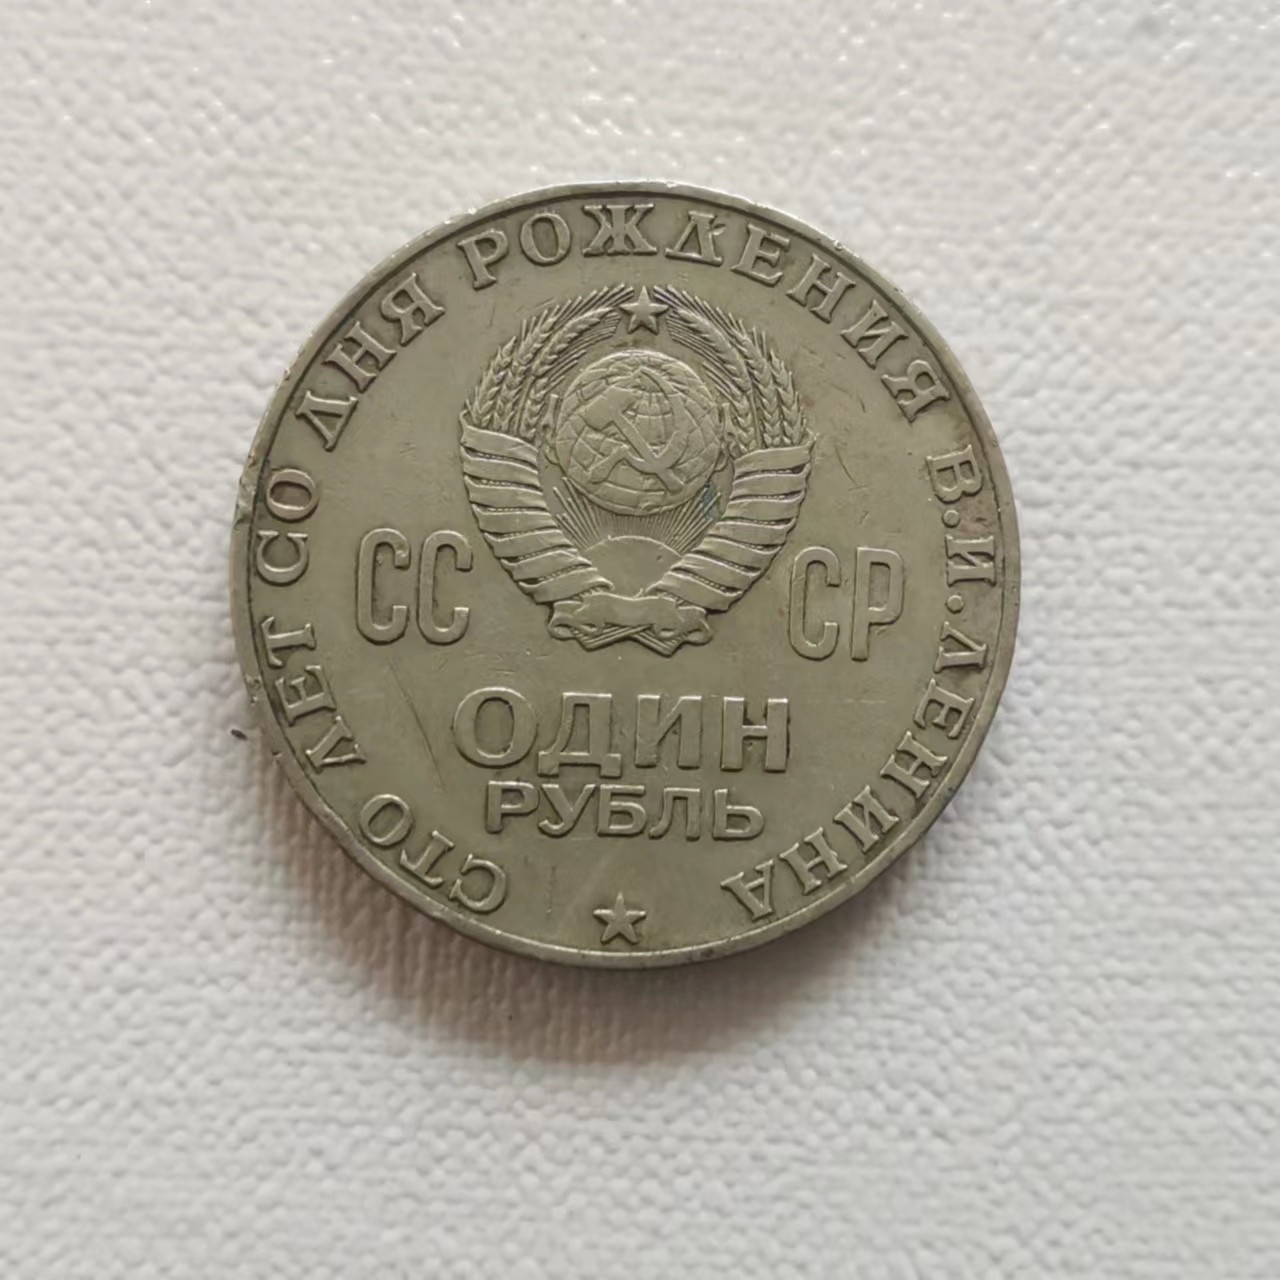 СТО ЛЕТ СО ДНЯ РОЖДЕНИЯ В.И.ЛЕНИНА
СС СР
ОДИН
РУБЛЬ